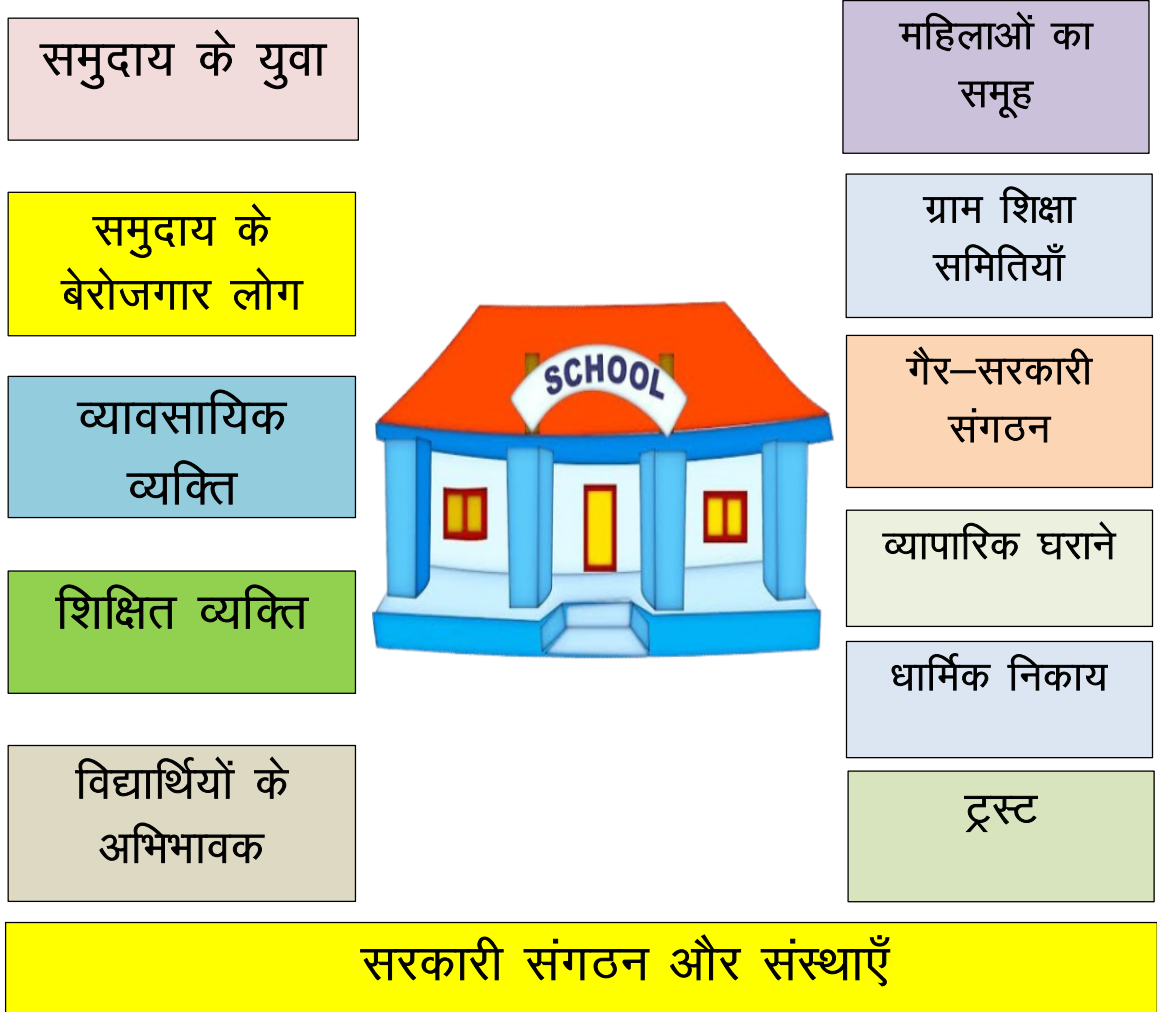 समुदाय के युवा
समुदाय के
बेरोजगार लोग
व्यावसायिक
व्यक्ति
शिक्षित व्यक्ति
विद्यार्थियों के
अभिभावक
SCHOOL
महिलाओं का
समूह
ग्राम शिक्षा
समितियाँ
गैर–सरकारी
संगठन
व्यापारिक घराने
धार्मिक निकाय
ट्रस्ट
सरकारी संगठन और संस्थाएँ